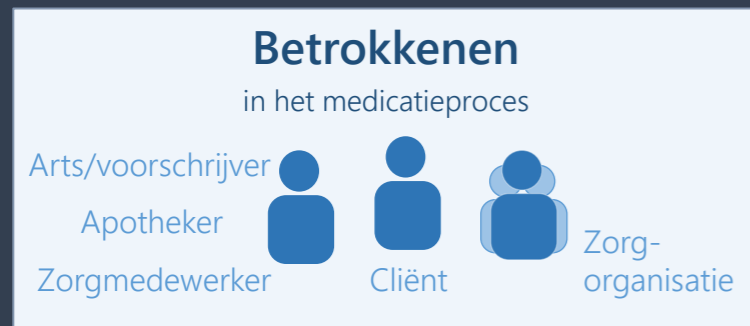 Betrokkenen
in het medicatieproces
Arts/voorschrijver
Apotheker
Zorgmedewerker
Cliënt
Zorg-
organisatie